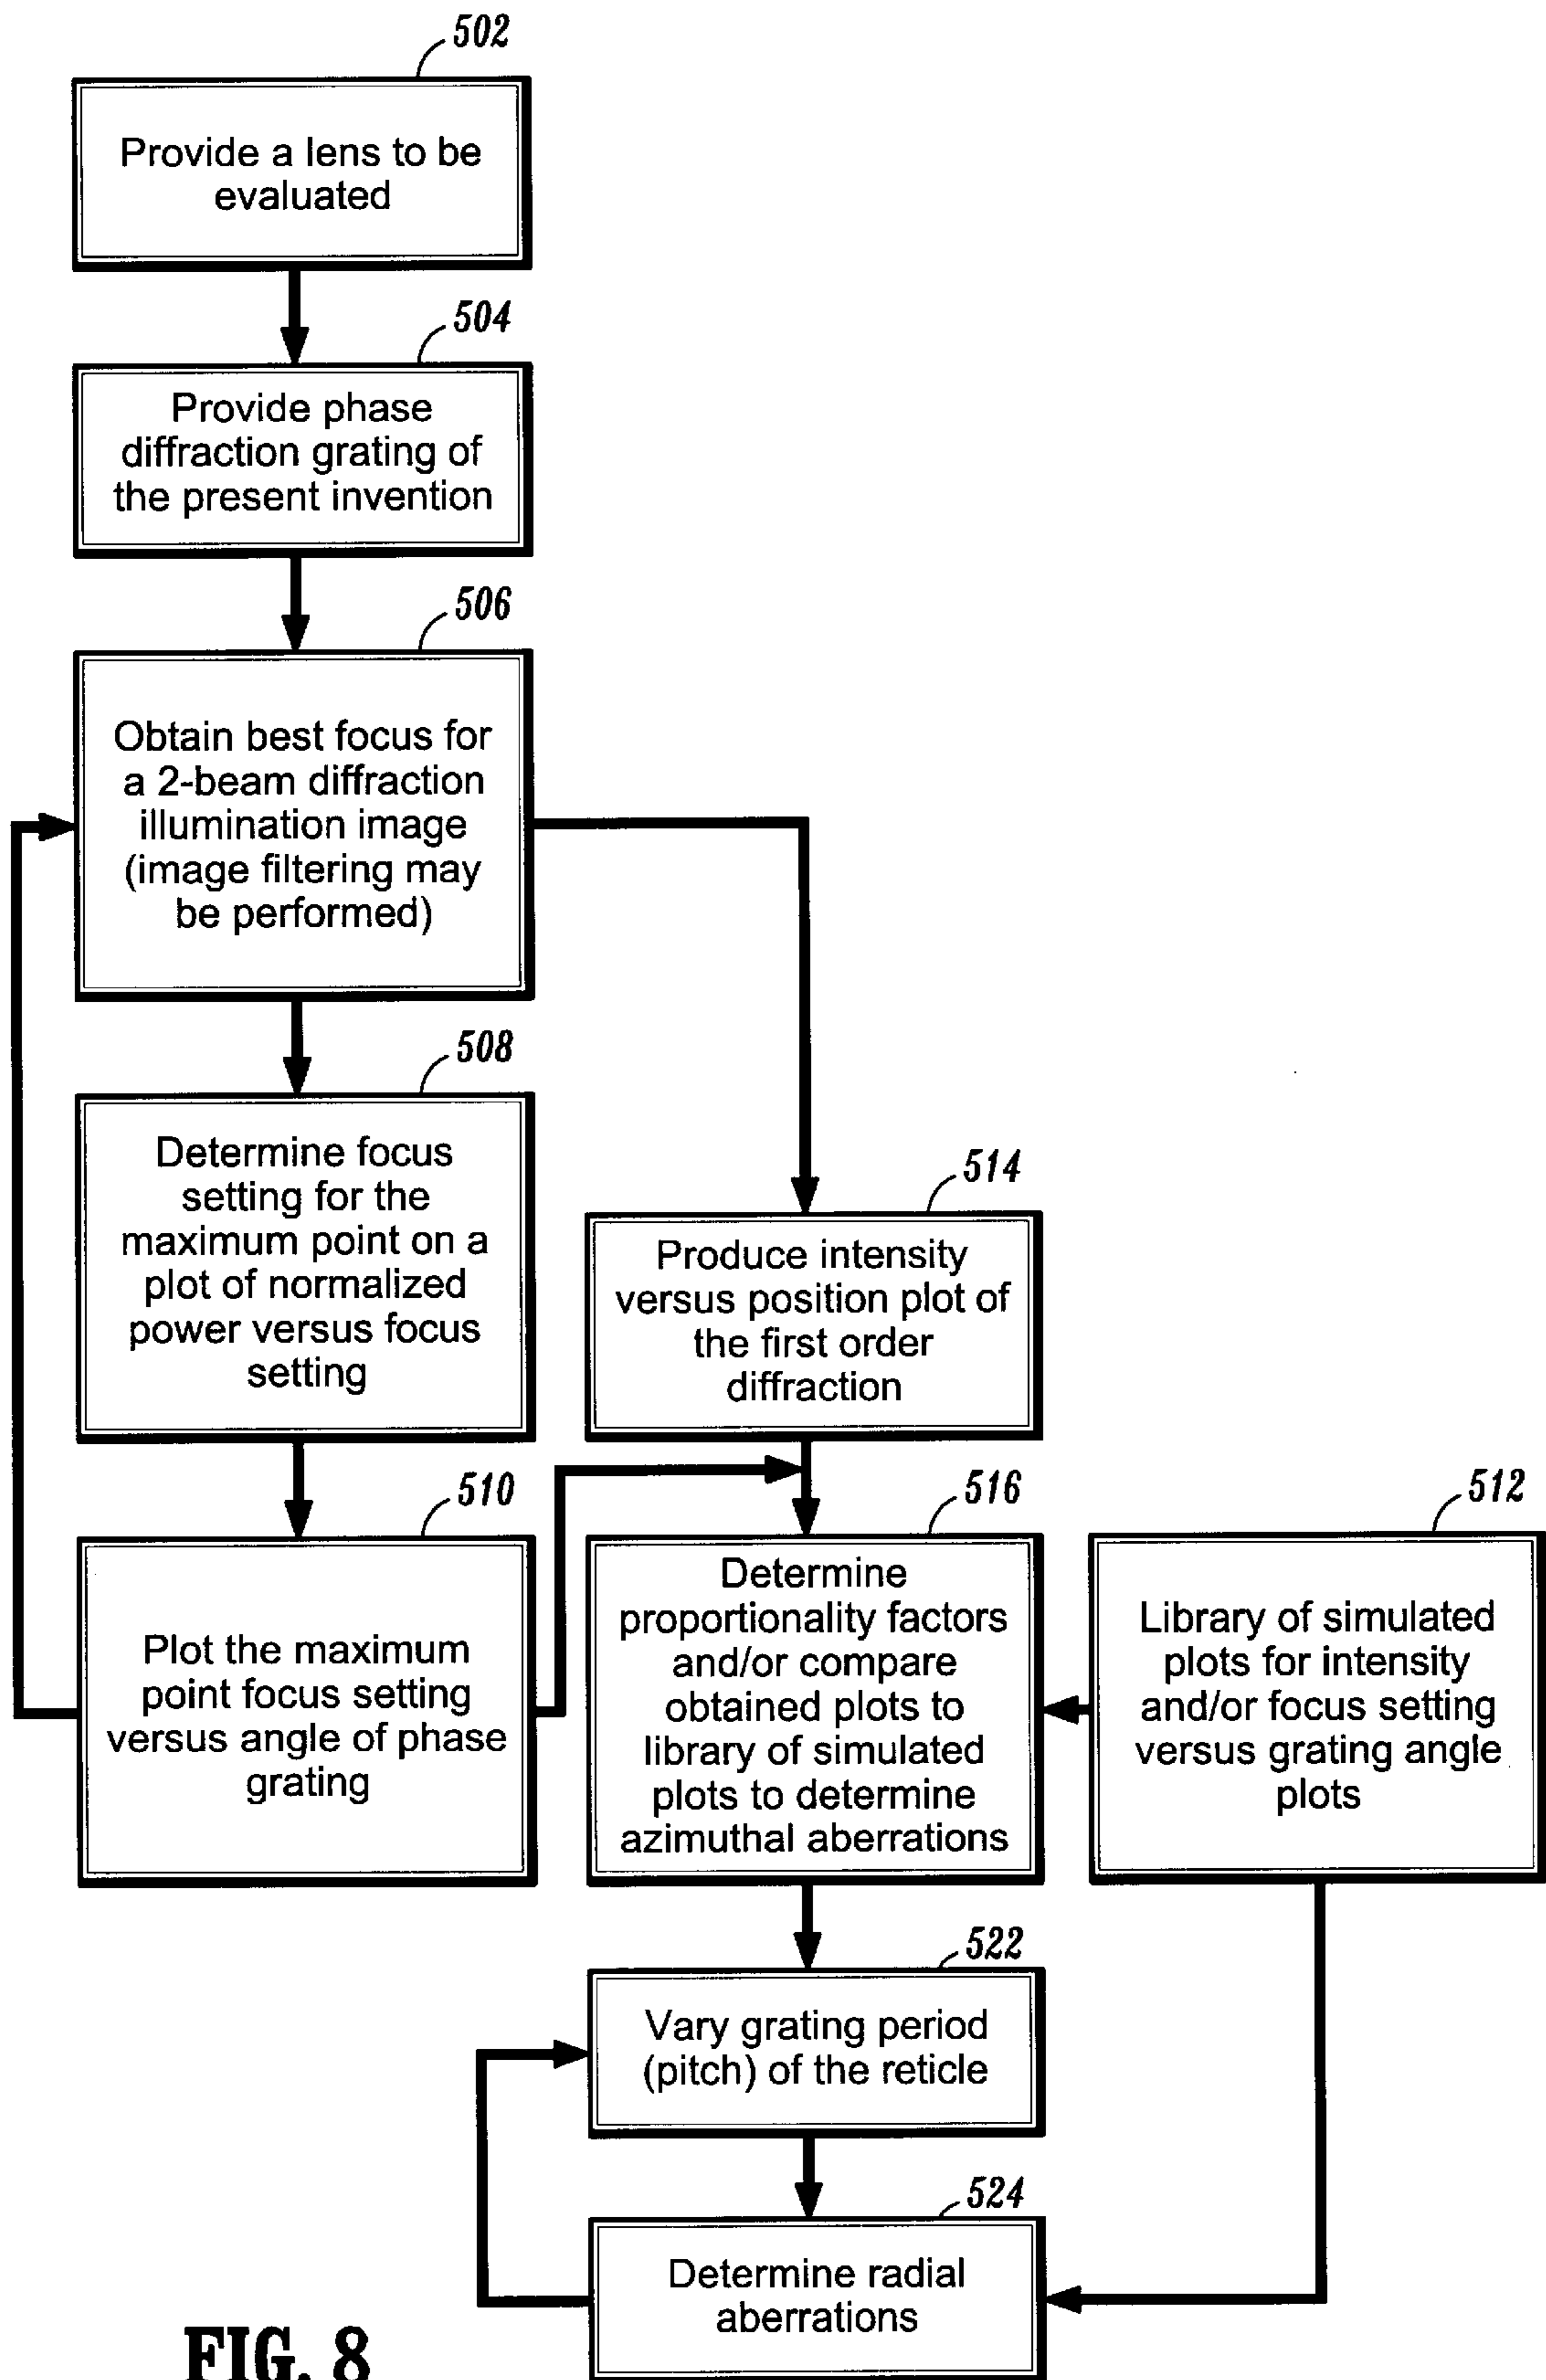 502
Provide a lens to be
evaluated
504
Provide phase
diffraction grating of
the present invention
506
Obtain best focus for
a 2-beam diffraction
illumination image
(image filtering may
be performed)
508
Determine focus
setting for the
maximum point on a
plot of normalized
power versus focus
setting
510
Plot the maximum
point focus setting
versus angle of phase
grating
514
Produce intensity
versus position plot of
the first order
diffraction
516
Determine
proportionality factors
and/or compare
obtained plots to
library of simulated
plots to determine
azimuthal aberrations
512
Library of simulated
plots for intensity
and/or focus setting
versus grating angle
plots
522
Vary grating period
(pitch) of the reticle
524
Determine radial
aberrations
FIG. 8